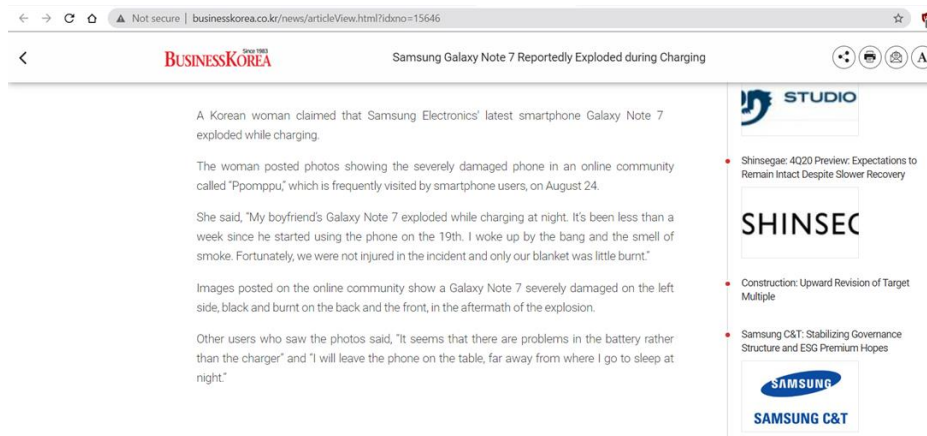 Not secure | businesskorea.co.kr/news/articleView.html?idxno=15646
Since 1983
BUSINESSKOREA
Samsung Galaxy Note 7 Reportedly Exploded during Charging
A
A Korean woman claimed that Samsung Electronics' latest smartphone Galaxy Note 7
exploded while charging.
The woman posted photos showing the severely damaged phone in an online community
called "Ppomppu," which is frequently visited by smartphone users, on August 24.
She said, "My boyfriend's Galaxy Note 7 exploded while charging at night. It's been less than a
week since he started using the phone on the 19th. I woke up by the bang and the smell of
smoke. Fortunately, we were not injured in the incident and only our blanket was little burnt."
Images posted on the online community show a Galaxy Note 7 severely damaged on the left
side, black and burnt on the back and the front, in the aftermath of the explosion.
Other users who saw the photos said, "It seems that there are problems in the battery rather
than the charger" and "I will leave the phone on the table, far away from where I go to sleep at
night."
STUDIO
Shinsegae: 4Q20 Preview: Expectations to
Remain Intact Despite Slower Recovery
SHINSEG
Construction: Upward Revision of Target
Multiple
Samsung C&T: Stabilizing Governance
Structure and ESG Premium Hopes
SAMSUNG
SAMSUNG C&T